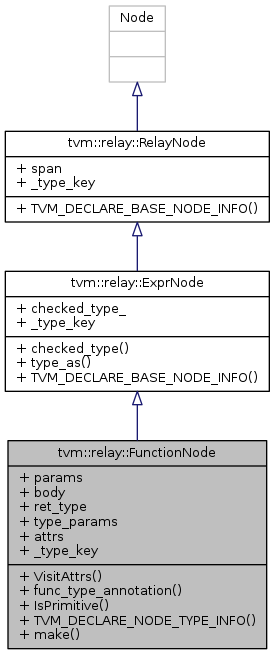 Node
tvm::relay::RelayNode
+ span
+ _type_key
+ TVM_DECLARE_BASE_NODE_INFO()
tvm::relay::ExprNode
+ checked_type_
+ _type_key
+ checked_type()
+ type_as()
+ TVM_DECLARE_BASE_NODE_INFO()
tvm::relay::FunctionNode
+ params
+ body
+ ret_type
+ type_params
+ attrs
+ _type_key
+ VisitAttrs()
+ func_type_annotation()
+ IsPrimitive()
+ TVM_DECLARE_NODE_TYPE_INFO()
+ make()